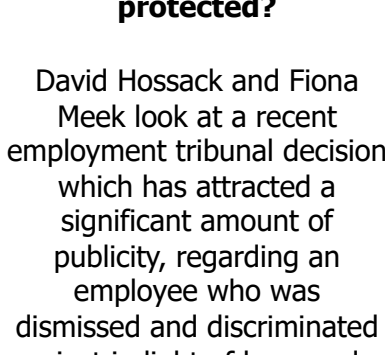 protected?
David Hossack and Fiona
Meek look at a recent
employment tribunal decision
which has attracted a
significant amount of
publicity, regarding an
employee who was
dismissed and discriminated